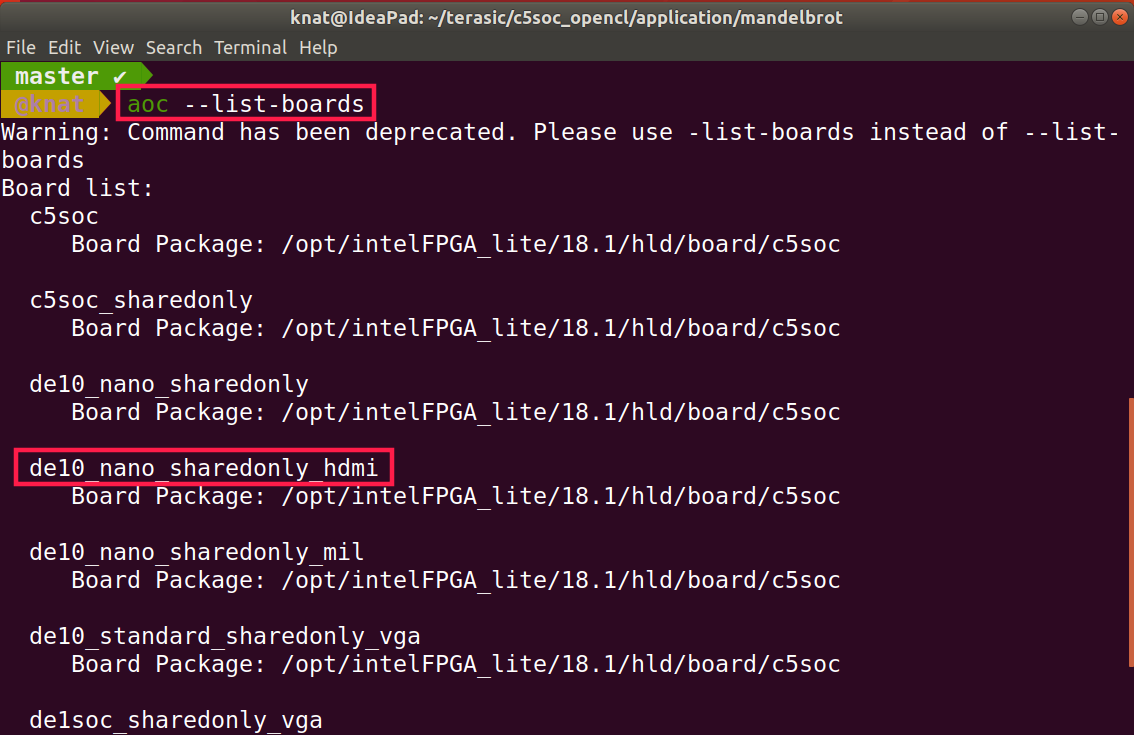 knat@IdeaPad: ~/terasic/c5soc_opencl/application/mandelbrot
File Edit View Search Terminal Help
master ✔
@knat aoc --list-boards
Warning: Command has been deprecated. Please use -list-boards instead of --list-
boards
Board list:
c5soc
Board Package: /opt/intelFPGA_lite/18.1/hld/board/c5soc
c5soc_sharedonly
Board Package: /opt/intelFPGA_lite/18.1/hld/board/c5soc
de10_nano_sharedonly
Board Package: /opt/intelFPGA_lite/18.1/hld/board/c5soc
de10_nano_sharedonly_hdmi
Board Package: /opt/intelFPGA_lite/18.1/hld/board/c5soc
de10_nano_sharedonly_mil
Board Package: /opt/intelFPGA_lite/18.1/hld/board/c5soc
de10_standard_sharedonly_vga
Board Package: /opt/intelFPGA_lite/18.1/hld/board/c5soc
de1soc_sharedonly_vga